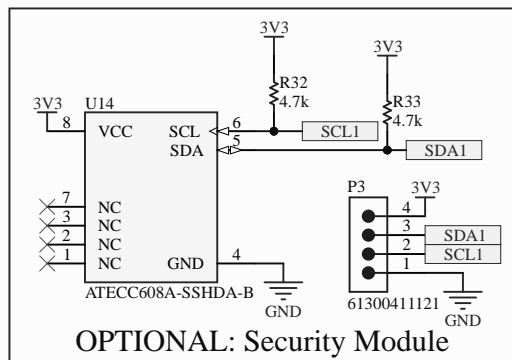 3V3
3V3
R32
4.7k
R33
4.7k
U14
3V3
8
VCC
SCL
6
SCL1
SDA
5
SDA1
7
NC
3
NC
2
NC
1
NC
GND
4
GND
ATECC608A-SSHDA-B
P3
3V3
4
3
SDA1
2
SCL1
1
GND
61300411121
OPTIONAL: Security Module